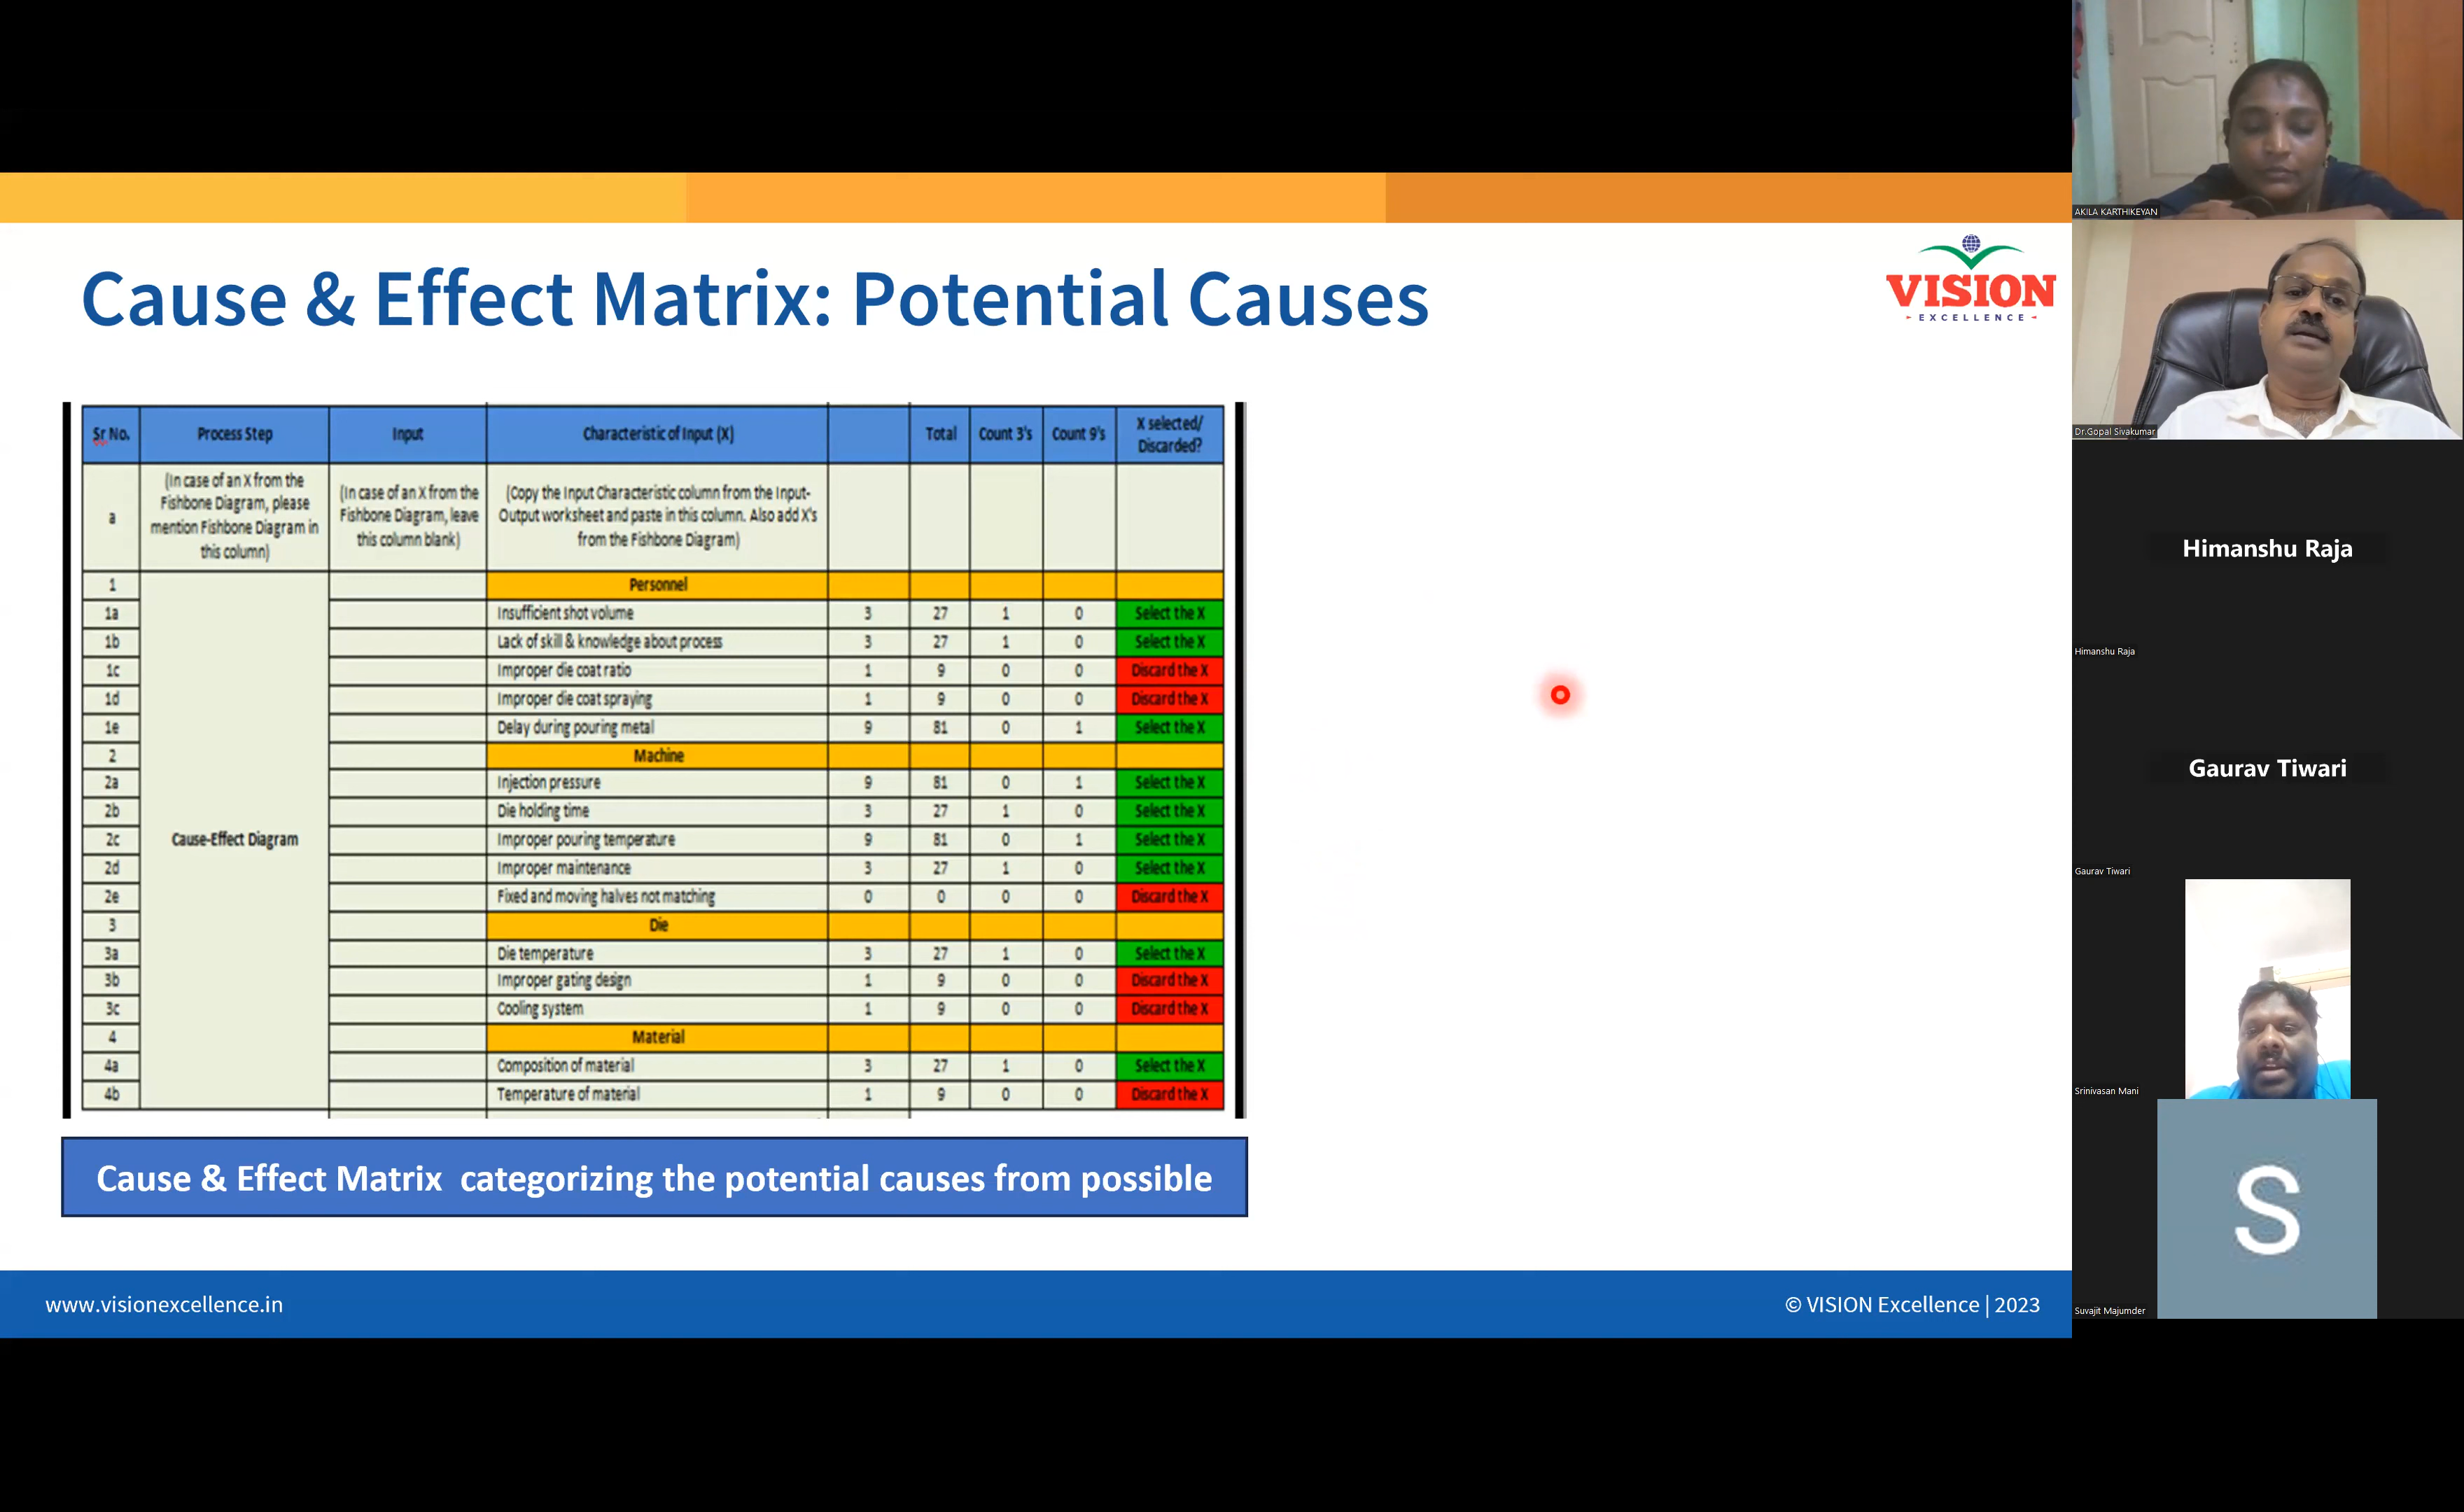 Cause & Effect Matrix: Potential Causes
VISION
EXCELLENCE
Sr No. Process Step Input Characteristic of Input (X) Total Count 3's Count 9's X selected/
Discarded?
a (In case of an X from the
Fishbone Diagram, please
mention Fishbone Diagram in
this column) (In case of an X from the
Fishbone Diagram, leave
this column blank) (Copy the Input Characteristic column from the Input-
Output worksheet and paste in this column. Also add X's
from the Fishbone Diagram)
1 Personnel
1a Insufficient shot volume 3 27 1 0 Select the X
1b Lack of skill & knowledge about process 3 27 1 0 Select the X
1c Improper die coat ratio 1 9 0 0 Discard the X
1d Improper die coat spraying 1 9 0 0 Discard the X
1e Delay during pouring metal 9 81 0 1 Select the X
2 Machine
2a Injection pressure 9 81 0 1 Select the X
2b Die holding time 3 27 1 0 Select the X
2c Cause-Effect Diagram Improper pouring temperature 9 81 0 1 Select the X
2d Improper maintenance 3 27 1 0 Select the X
2e Fixed and moving halves not matching 0 0 0 0 Discard the X
3 Die
3a Die temperature 3 27 1 0 Select the X
3b Improper gating design 1 9 0 0 Discard the X
3c Cooling system 1 9 0 0 Discard the X
4 Material
4a Composition of material 3 27 1 0 Select the X
4b Temperature of material 1 9 0 0 Discard the X
Cause & Effect Matrix categorizing the potential causes from possible
www.visionexcellence.in
© VISION Excellence | 2023
AKILA KARTHIKEYAN
Dr.Gopal Sivakumar
Himanshu Raja
Himanshu Raja
Gaurav Tiwari
Gaurav Tiwari
Srinivasan Mani
S
Suvajit Majumder